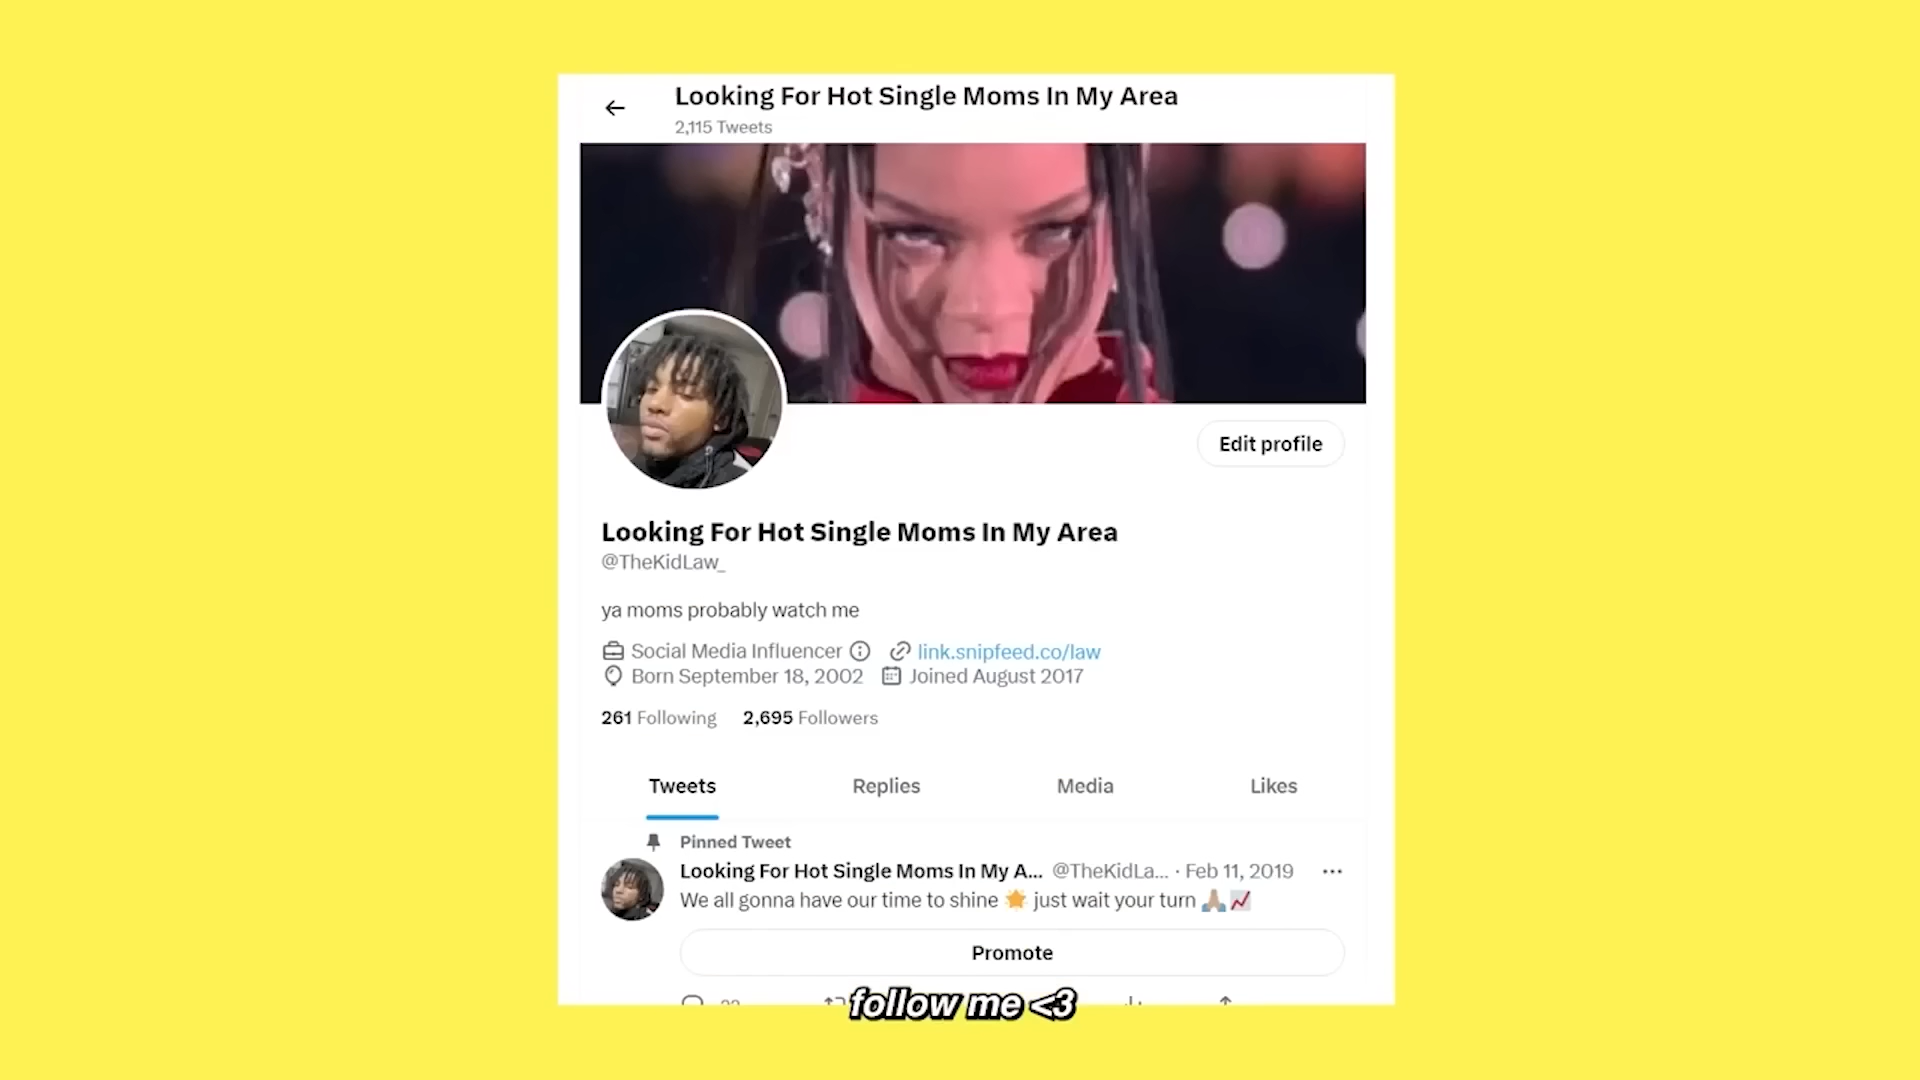 Looking For Hot Single Moms In My Area
2,115 Tweets
Edit profile
Looking For Hot Single Moms In My Area
@TheKidLaw_
ya moms probably watch me
Social Media Influencer link.snipfeed.co/law
Born September 18, 2002 Joined August 2017
261 Following 2,695 Followers
Tweets Replies Media Likes
Pinned Tweet
Looking For Hot Single Moms In My A... @TheKidLa... · Feb 11, 2019
We all gonna have our time to shine 🌟 just wait your turn 🙏🏽📈
Promote
follow me <3